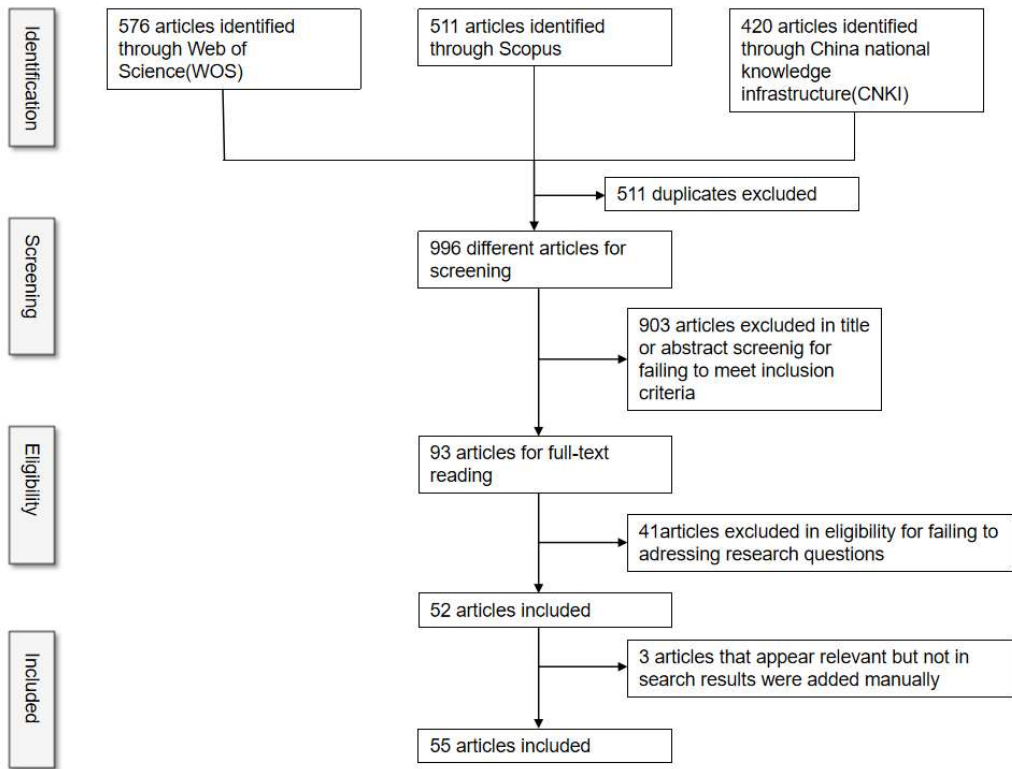 Identification
576 articles identified
through Web of
Science(WOS)
511 articles identified
through Scopus
420 articles identified
through China national
knowledge
infrastructure(CNKI)
511 duplicates excluded
Screening
996 different articles for
screening
903 articles excluded in title
or abstract screenig for
failing to meet inclusion
criteria
Eligibility
93 articles for full-text
reading
41articles excluded in eligibility for failing to
adressing research questions
52 articles included
Included
3 articles that appear relevant but not in
search results were added manually
55 articles included